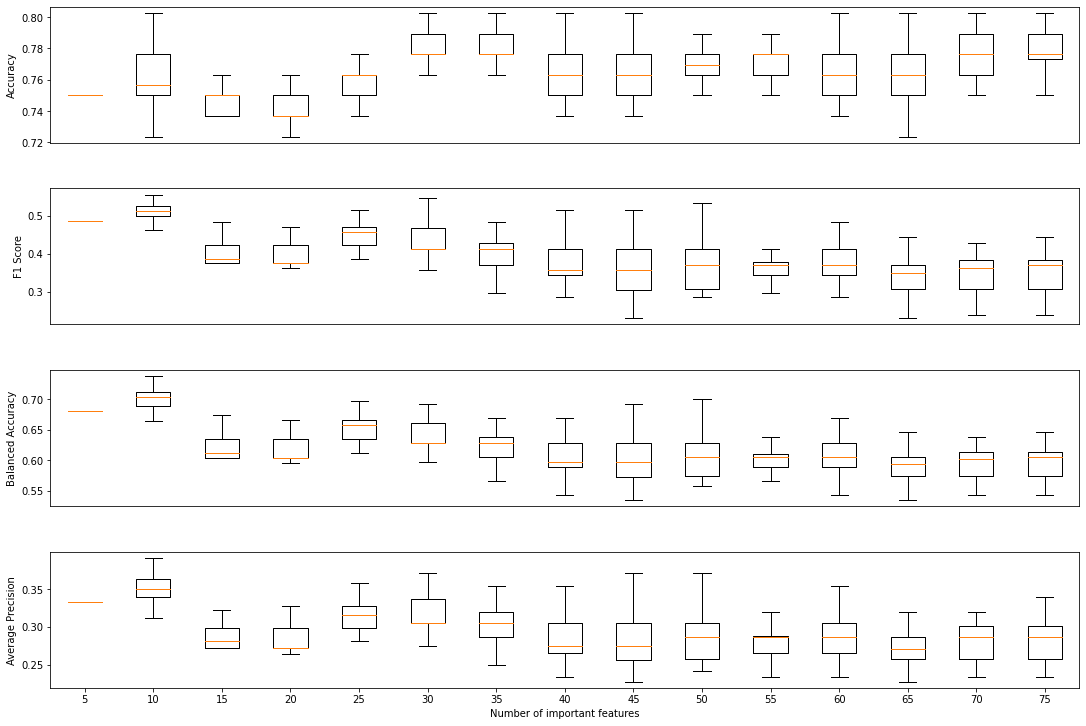 0.80
0.78
0.76
0.74
0.72
Accuracy
0.5
0.4
0.3
F1 Score
0.70
0.65
0.60
0.55
Balanced Accuracy
0.35
0.30
0.25
Average Precision
5 10 15 20 25 30 35 40 45 50 55 60 65 70 75
Number of important features